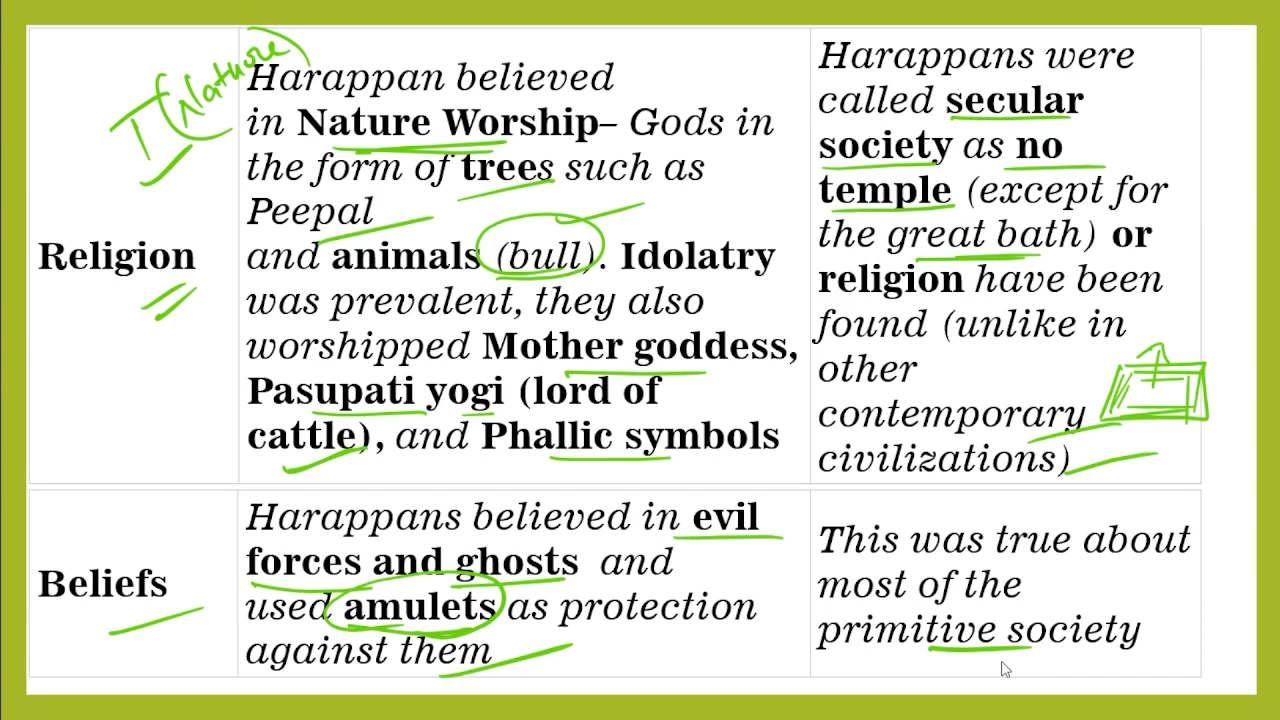 (Nature)
Religion
Harappan believed
in Nature Worship– Gods in
the form of trees such as
Peepal
and animals (bull). Idolatry
was prevalent, they also
worshipped Mother goddess,
Pasupati yogi (lord of
cattle), and Phallic symbols
Harappans were
called secular
society as no
temple (except for
the great bath) or
religion have been
found (unlike in
other
contemporary
civilizations)
Beliefs
Harappans believed in evil
forces and ghosts and
used amulets as protection
against them
This was true about
most of the
primitive society